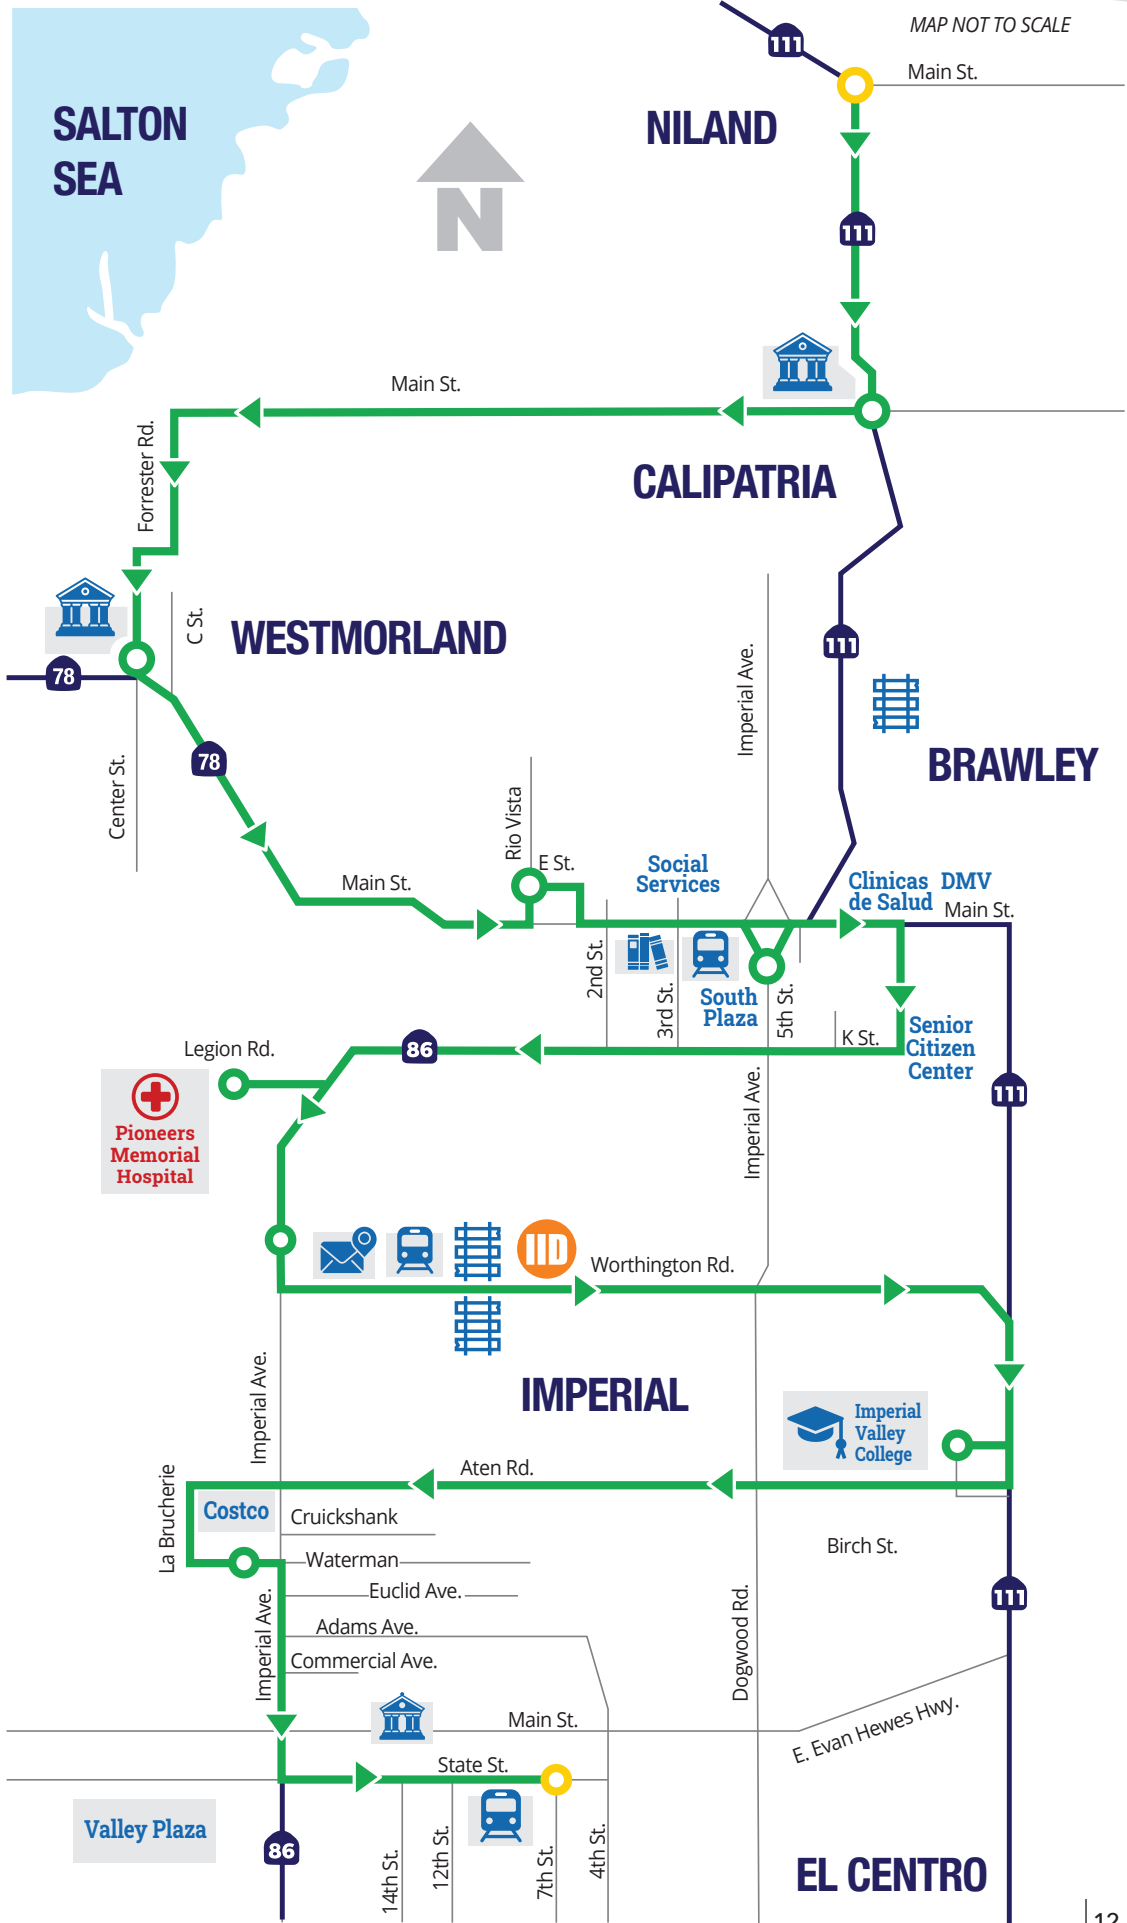 MAP NOT TO SCALE
111
Main St.
SALTON
SEA
NILAND
N
111
Main St.
Forrester Rd.
CALIPATRIA
C St.
WESTMORLAND
78
111
Imperial Ave.
78
BRAWLEY
Center St.
Rio Vista
E St.
Social
Services
Main St.
Clinicas
de Salud
DMV
Main St.
2nd St.
3rd St.
South
Plaza
5th St.
Senior
Citizen
Center
K St.
86
Legion Rd.
111
Imperial Ave.
Pioneers
Memorial
Hospital
IID
Worthington Rd.
Imperial Ave.
IMPERIAL
Imperial
Valley
College
Aten Rd.
La Brucherie
Costco
Cruickshank
Birch St.
Waterman
Euclid Ave.
111
Imperial Ave.
Adams Ave.
Dogwood Rd.
Commercial Ave.
Main St.
E. Evan Hewes Hwy.
State St.
Valley Plaza
86
14th St.
12th St.
7th St.
4th St.
EL CENTRO
12